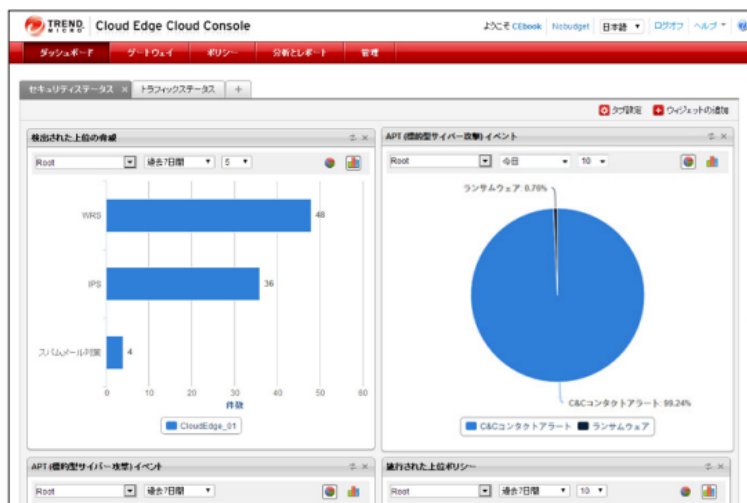 TREND MICRO Cloud Edge Cloud Console
ようこそ CEbook Nobudget 日本語 ログオフ ヘルプ
ダッシュボード ゲートウェイ ポリシー 分析とレポート 管理
セキュリティステータス × トラフィックステータス +
タブ設定 ウィジェットの追加
検出された上位の脅威
Root 過去7日間 5
WRS 48
IPS 36
スパムメール対策 4
0 10 20 30 40 50 60
件数
CloudEdge_01
APT (標的型サイバー攻撃) イベント
Root 今日 10
ランサムウェア: 0.76%
C&Cコンタクトアラート: 99.24%
C&Cコンタクトアラート ランサムウェア
APT (標的型サイバー攻撃) イベント
Root 過去7日間
施行された上位ポリシー
Root 過去7日間 10